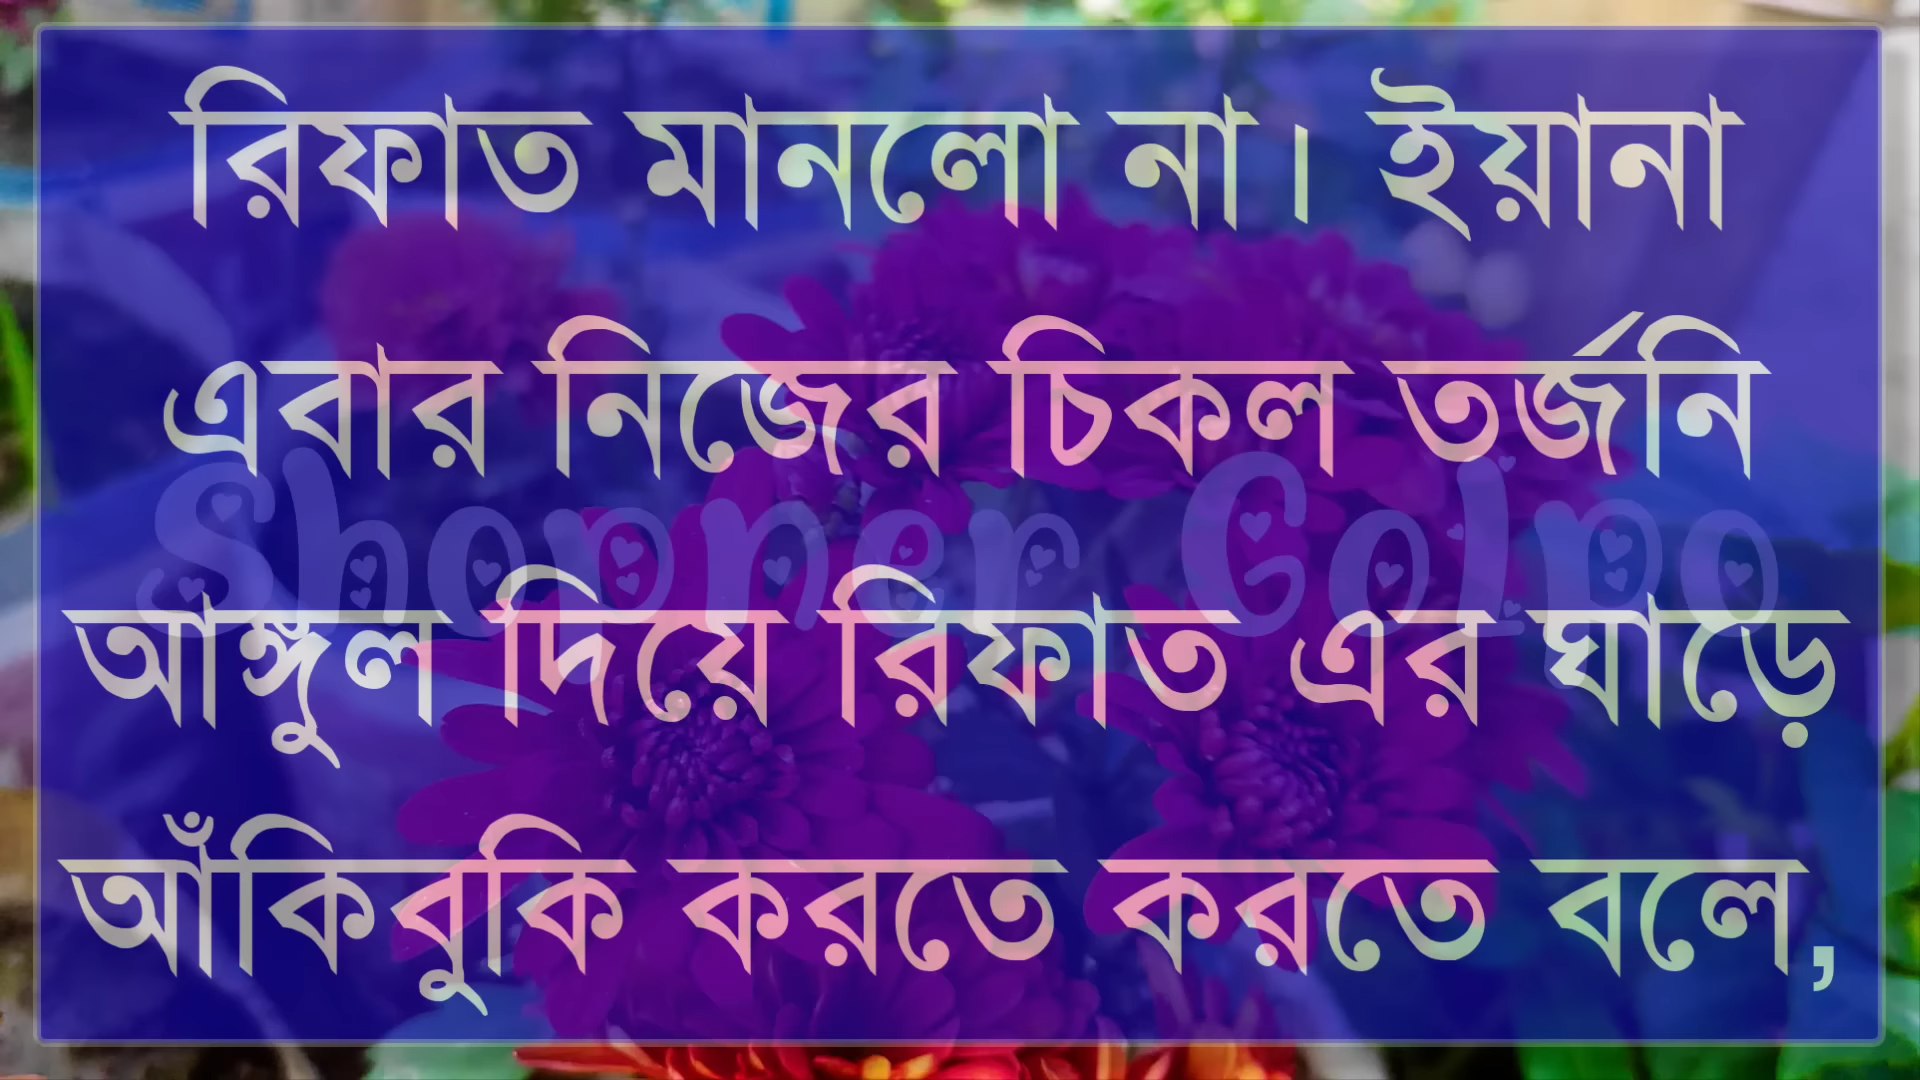 রিফাত মানলো না। ইয়ানা
এবার নিজের চিকল তর্জনি
Shopner Golpo
আঙ্গুল দিয়ে রিফাত এর ঘাড়ে
আঁকিবুকি করতে করতে বলে,